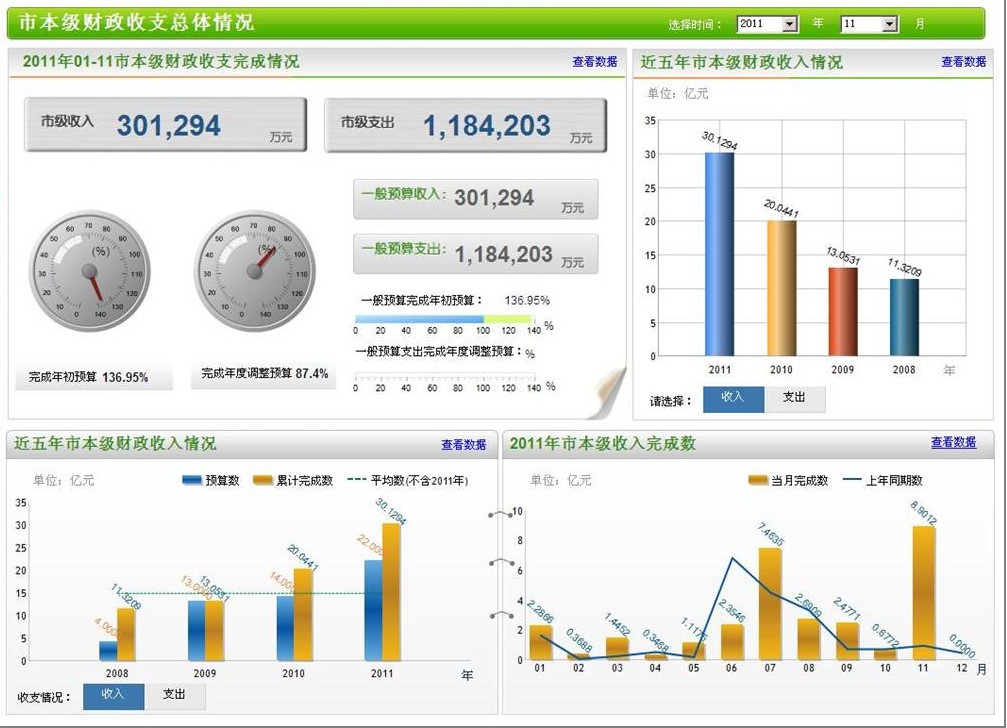 市本级财政收支总体情况
选择时间： 2011 年 11 月
2011年01-11市本级财政收支完成情况 查看数据
市级收入 301,294 万元
市级支出 1,184,203 万元
一般预算收入: 301,294 万元
一般预算支出: 1,184,203 万元
0 10 20 30 40 50 60 70 80 90 100 110 120 130 140 (%)
完成年初预算 136.95%
0 10 20 30 40 50 60 70 80 90 100 110 120 130 140 (%)
完成年度调整预算 87.4%
一般预算完成年初预算： 136.95%
0 20 40 60 80 100 120 140 %
一般预算支出完成年度调整预算：%
0 20 40 60 80 100 120 140 %
近五年市本级财政收入情况 查看数据
单位: 亿元
35
30
25
20
15
10
5
0
30.1294
20.0441
13.0531
11.3209
2011 2010 2009 2008 年
请选择： 收入 支出
近五年市本级财政收入情况 查看数据
单位: 亿元 预算数 累计完成数 平均数(不含2011年)
35
30
25
20
15
10
5
0
11.3209
13.0531
20.0441
30.1294
2008 2009 2010 2011 年
收支情况： 收入 支出
2011年市本级收入完成数 查看数据
单位: 亿元 当月完成数 上年同期数
10
8
6
4
2
0
2.2866
0.3688
1.4452
0.3468
1.1175
2.3546
7.4635
2.6909
2.4771
0.6772
8.9012
0.0000
01 02 03 04 05 06 07 08 09 10 11 12 月